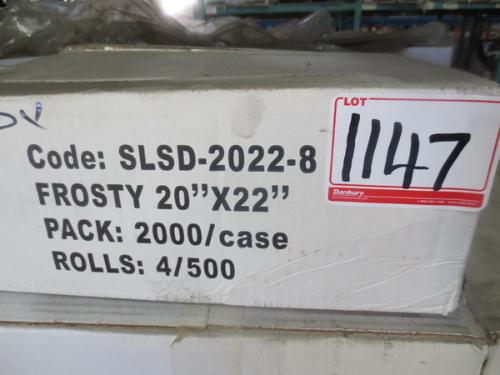 LOT
1147
Danbury
Code: SLSD-2022-8
FROSTY 20”X22”
PACK: 2000/case
ROLLS: 4/500